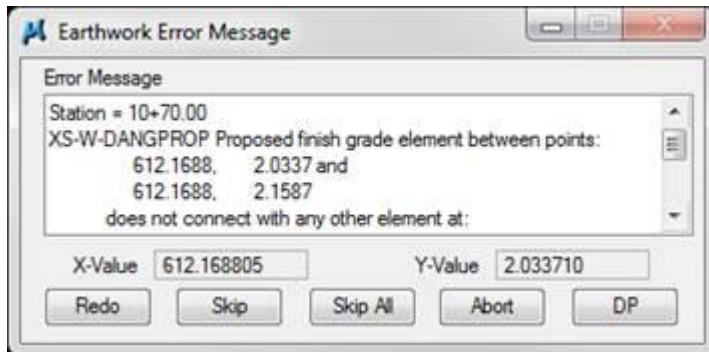 Earthwork Error Message
Error Message
Station = 10+70.00
XS-W-DANGPROP Proposed finish grade element between points:
612.1688, 2.0337 and
612.1688, 2.1587
does not connect with any other element at:
X-Value 612.168805 Y-Value 2.033710
Redo Skip Skip All Abort DP